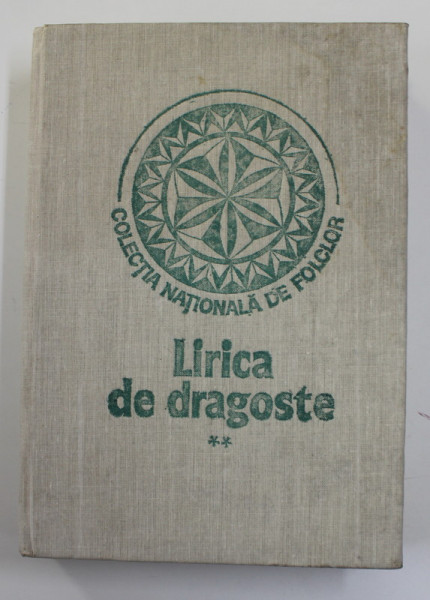 COLECȚIA NAȚIONALĂ DE FOLCLOR
Lirica
de dragoste
**